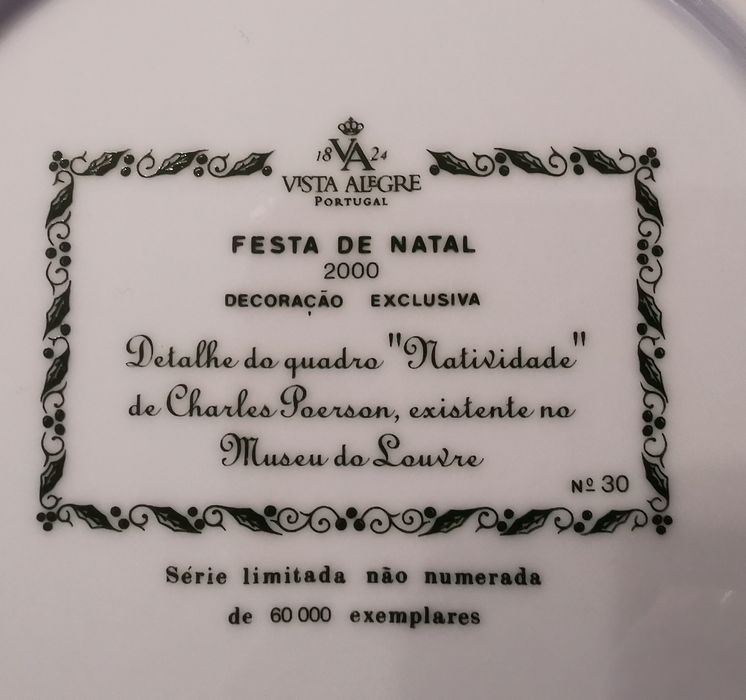 18 VA 24
VISTA ALEGRE
PORTUGAL
FESTA DE NATAL
2000
DECORAÇÃO EXCLUSIVA
Detalhe do quadro "Natividade"
de Charles Poerson, existente no
Museu do Louvre
Nº 30
Série limitada não numerada
de 60 000 exemplares